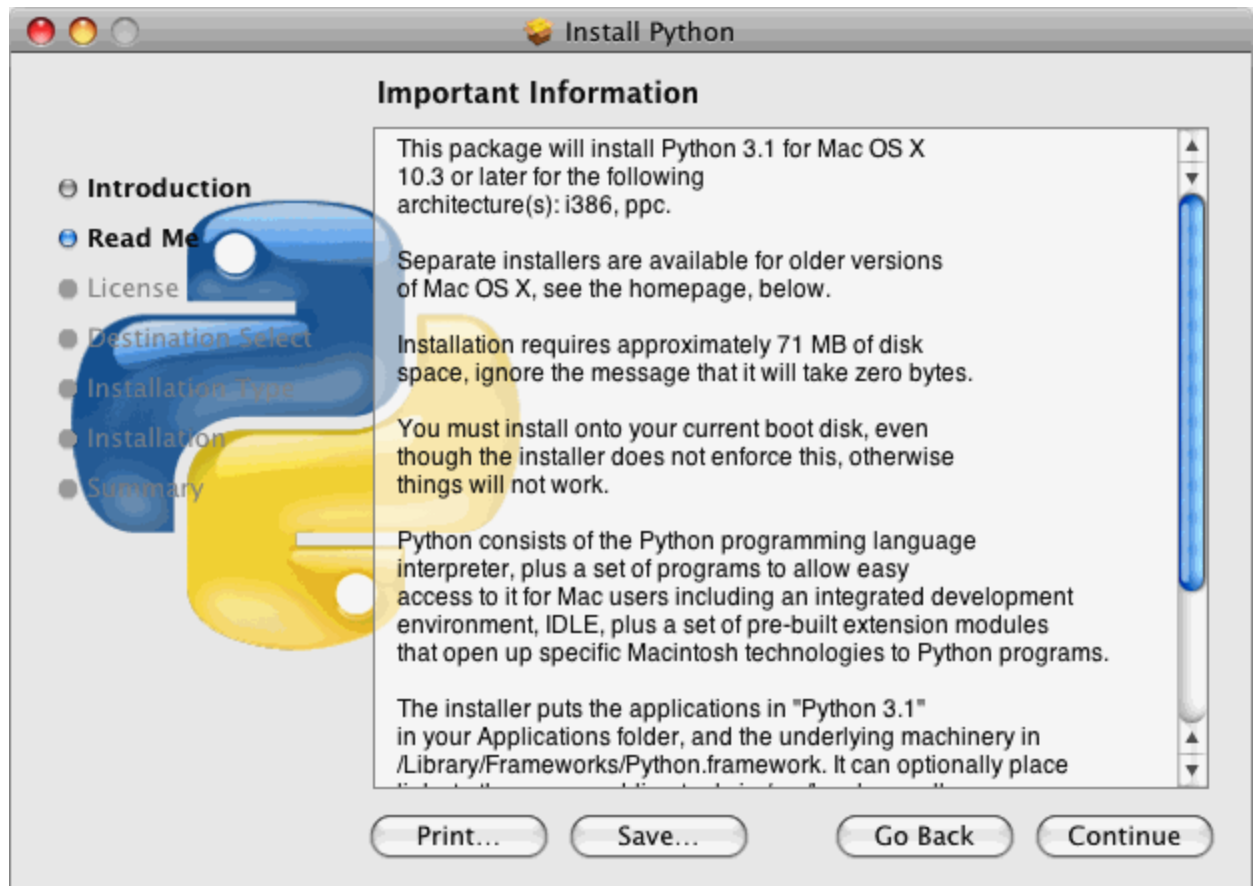 Install Python
Important Information
Introduction
Read Me
License
Destination Select
Installation Type
Installation
Summary
This package will install Python 3.1 for Mac OS X
10.3 or later for the following
architecture(s): i386, ppc.
Separate installers are available for older versions
of Mac OS X, see the homepage, below.
Installation requires approximately 71 MB of disk
space, ignore the message that it will take zero bytes.
You must install onto your current boot disk, even
though the installer does not enforce this, otherwise
things will not work.
Python consists of the Python programming language
interpreter, plus a set of programs to allow easy
access to it for Mac users including an integrated development
environment, IDLE, plus a set of pre-built extension modules
that open up specific Macintosh technologies to Python programs.
The installer puts the applications in "Python 3.1"
in your Applications folder, and the underlying machinery in
/Library/Frameworks/Python.framework. It can optionally place
Print...
Save...
Go Back
Continue